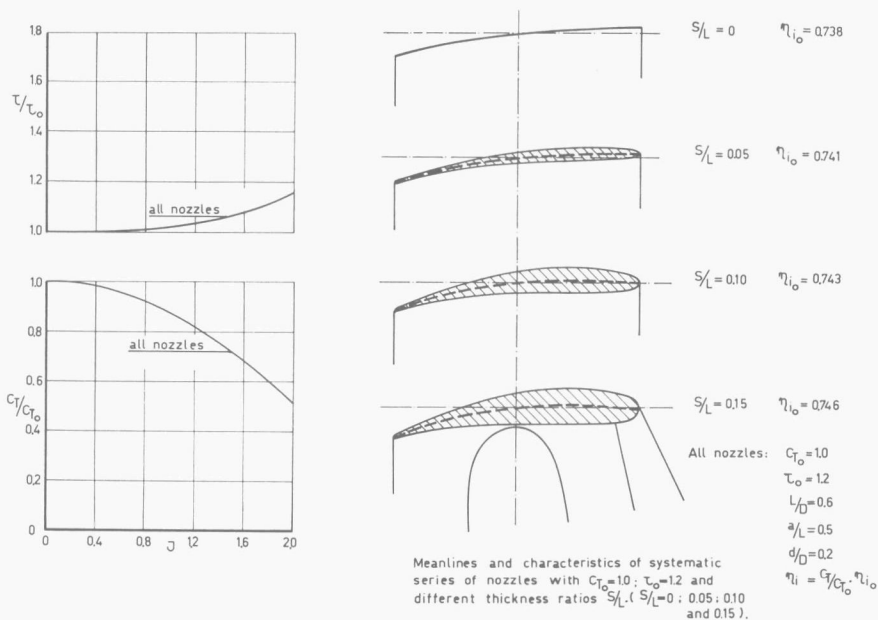 1.8
1.6
τ/τo
1.4
1.2
all nozzles
1.0
1.0
0.8
all nozzles
0.6
CT/CTo
0.4
0.2
0
0 0.4 0.8 1.2 1.6 2.0
J
S/L = 0 ηio = 0.738
S/L = 0.05 ηio = 0.741
S/L = 0.10 ηio = 0.743
S/L = 0.15 ηio = 0.746
All nozzles: CTo = 1.0
τo = 1.2
L/D = 0.6
a/L = 0.5
d/D = 0.2
ηi = CT/CTo . ηio
Meanlines and characteristics of systematic
series of nozzles with CTo = 1.0 ; τo = 1.2 and
different thickness ratios S/L. ( S/L = 0 ; 0.05 ; 0.10
and 0.15 ).